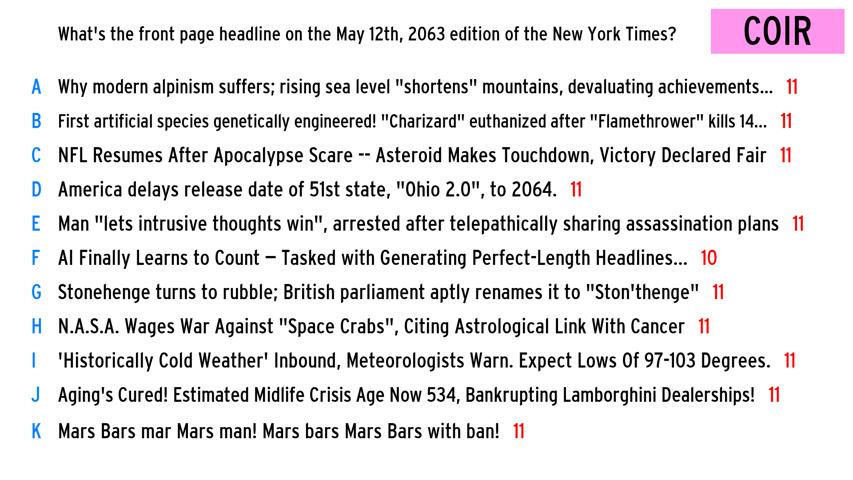 What's the front page headline on the May 12th, 2063 edition of the New York Times?
COIR
A Why modern alpinism suffers; rising sea level "shortens" mountains, devaluating achievements... 11
B First artificial species genetically engineered! "Charizard" euthanized after "Flamethrower" kills 14... 11
C NFL Resumes After Apocalypse Scare -- Asteroid Makes Touchdown, Victory Declared Fair 11
D America delays release date of 51st state, "Ohio 2.0", to 2064. 11
E Man "lets intrusive thoughts win", arrested after telepathically sharing assassination plans 11
F AI Finally Learns to Count – Tasked with Generating Perfect-Length Headlines... 10
G Stonehenge turns to rubble; British parliament aptly renames it to "Ston'thenge" 11
H N.A.S.A. Wages War Against "Space Crabs", Citing Astrological Link With Cancer 11
I 'Historically Cold Weather' Inbound, Meteorologists Warn. Expect Lows Of 97-103 Degrees. 11
J Aging's Cured! Estimated Midlife Crisis Age Now 534, Bankrupting Lamborghini Dealerships! 11
K Mars Bars mar Mars man! Mars bars Mars Bars with ban! 11